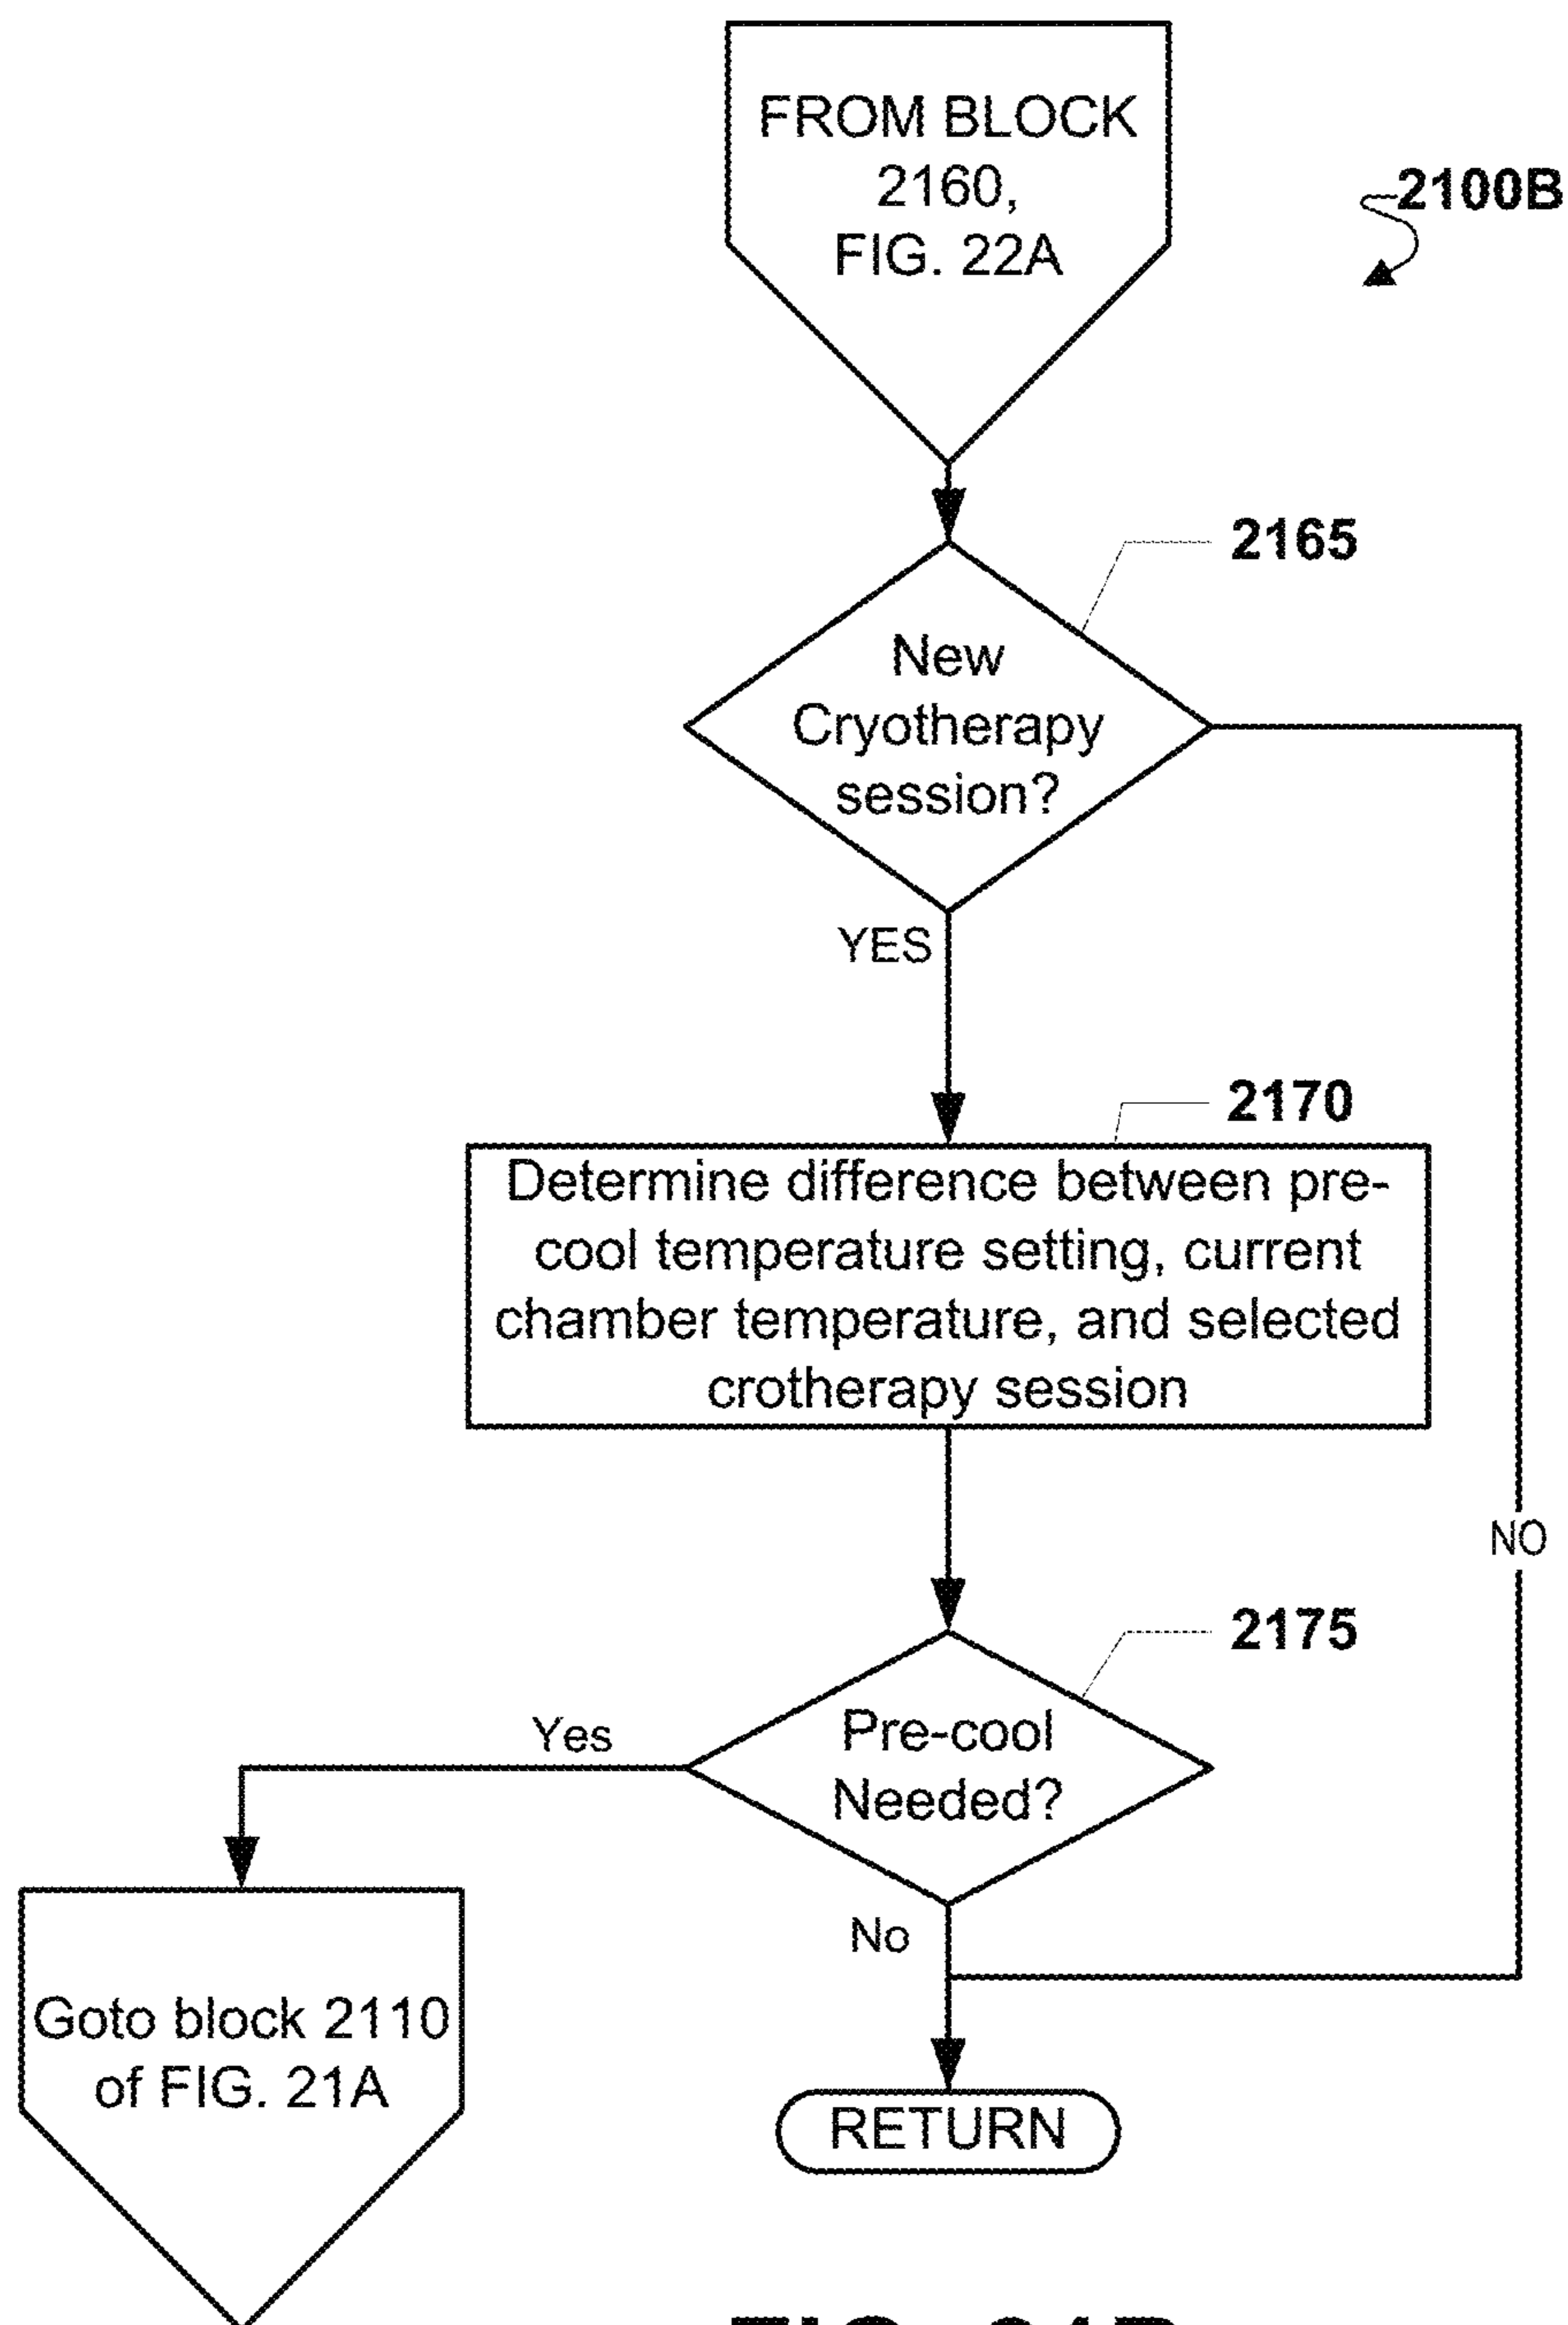 FROM BLOCK
2160,
FIG. 22A
2100B
2165
New
Cryotherapy
session?
YES
2170
Determine difference between pre-
cool temperature setting, current
chamber temperature, and selected
crotherapy session
NO
2175
Pre-cool
Needed?
Yes
No
Goto block 2110
of FIG. 21A
RETURN